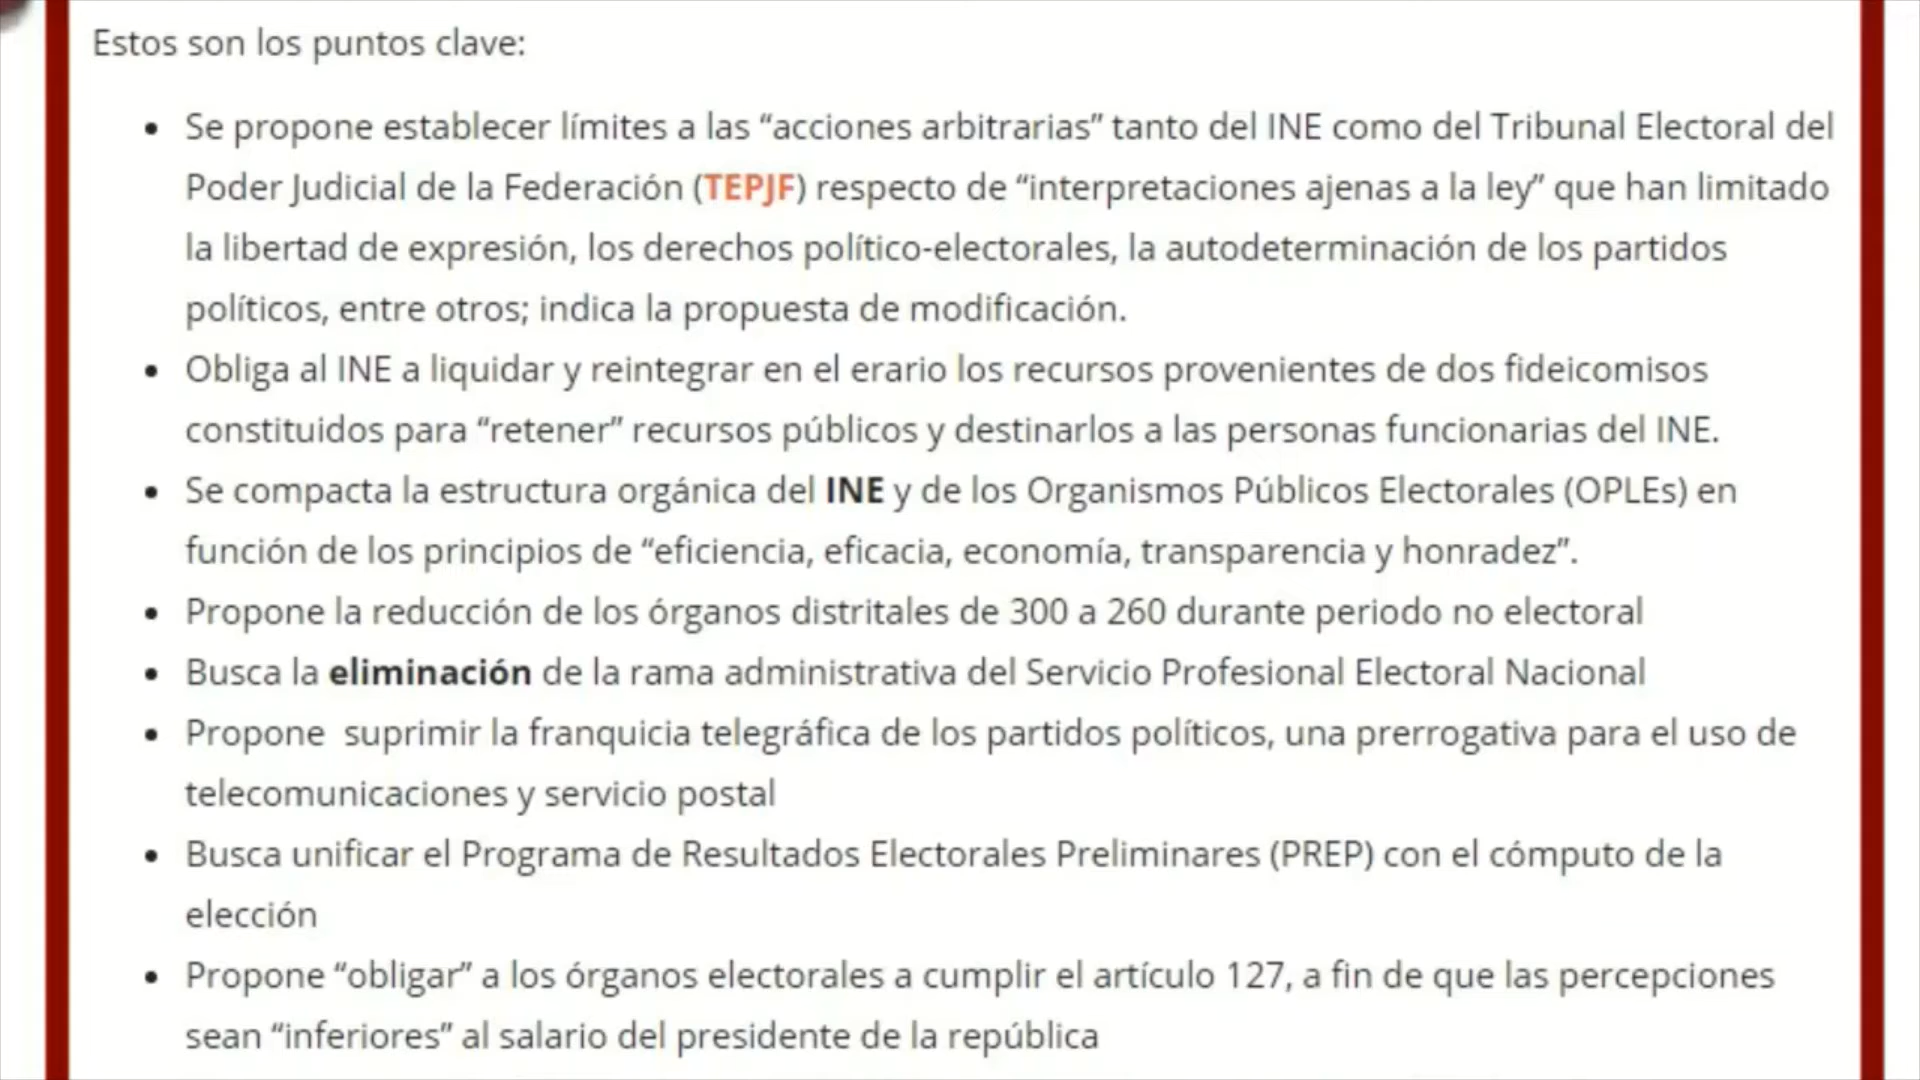 Estos son los puntos clave:
• Se propone establecer límites a las “acciones arbitrarias” tanto del INE como del Tribunal Electoral del
Poder Judicial de la Federación (TEPJF) respecto de “interpretaciones ajenas a la ley” que han limitado
la libertad de expresión, los derechos político-electorales, la autodeterminación de los partidos
políticos, entre otros; indica la propuesta de modificación.
• Obliga al INE a liquidar y reintegrar en el erario los recursos provenientes de dos fideicomisos
constituidos para “retener” recursos públicos y destinarlos a las personas funcionarias del INE.
• Se compacta la estructura orgánica del INE y de los Organismos Públicos Electorales (OPLEs) en
función de los principios de “eficiencia, eficacia, economía, transparencia y honradez”.
• Propone la reducción de los órganos distritales de 300 a 260 durante periodo no electoral
• Busca la eliminación de la rama administrativa del Servicio Profesional Electoral Nacional
• Propone  suprimir la franquicia telegráfica de los partidos políticos, una prerrogativa para el uso de
telecomunicaciones y servicio postal
• Busca unificar el Programa de Resultados Electorales Preliminares (PREP) con el cómputo de la
elección
• Propone “obligar” a los órganos electorales a cumplir el artículo 127, a fin de que las percepciones
sean “inferiores” al salario del presidente de la república